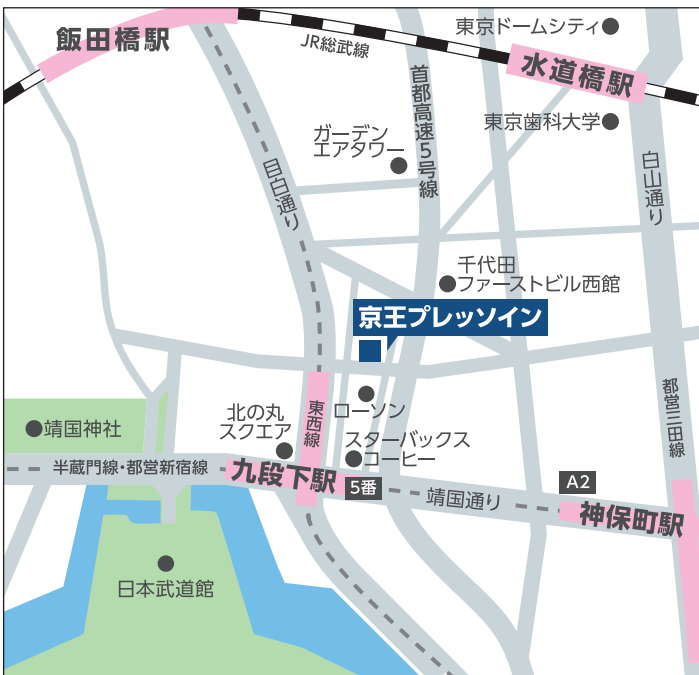 東京ドームシティ
飯田橋駅
JR総武線
水道橋駅
首都高速5号線
東京歯科大学
ガーデン
エアタワー
目白通り
白山通り
千代田
ファーストビル西館
京王プレッソイン
都営三田線
東西線
ローソン
北の丸
スクエア
靖国神社
スターバックス
コーヒー
半蔵門線・都営新宿線
九段下駅
5番
靖国通り
A2
神保町駅
日本武道館